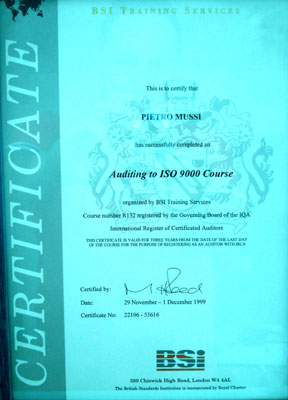 BSI TRAINING SERVICES
CERTIFICATE
This is to certify that
PIETRO MUSSI
has successfully completed an
Auditing to ISO 9000 Course
organized by BSI Training Services
Course number R132 registered by the Governing Board of the IQA
International Register of Certificated Auditors
THIS CERTIFICATE IS VALID FOR THREE YEARS FROM THE DATE OF THE LAST DAY
OF THE COURSE FOR THE PURPOSE OF REGISTERING AS AN AUDITOR WITH IRCA
Certified by:
Date: 29 November – 1 December 1999
Certificate No: 22106 - 53616
BSi
389 Chiswick High Road, London W4 4AL
The British Standards Institution is incorporated by Royal Charter